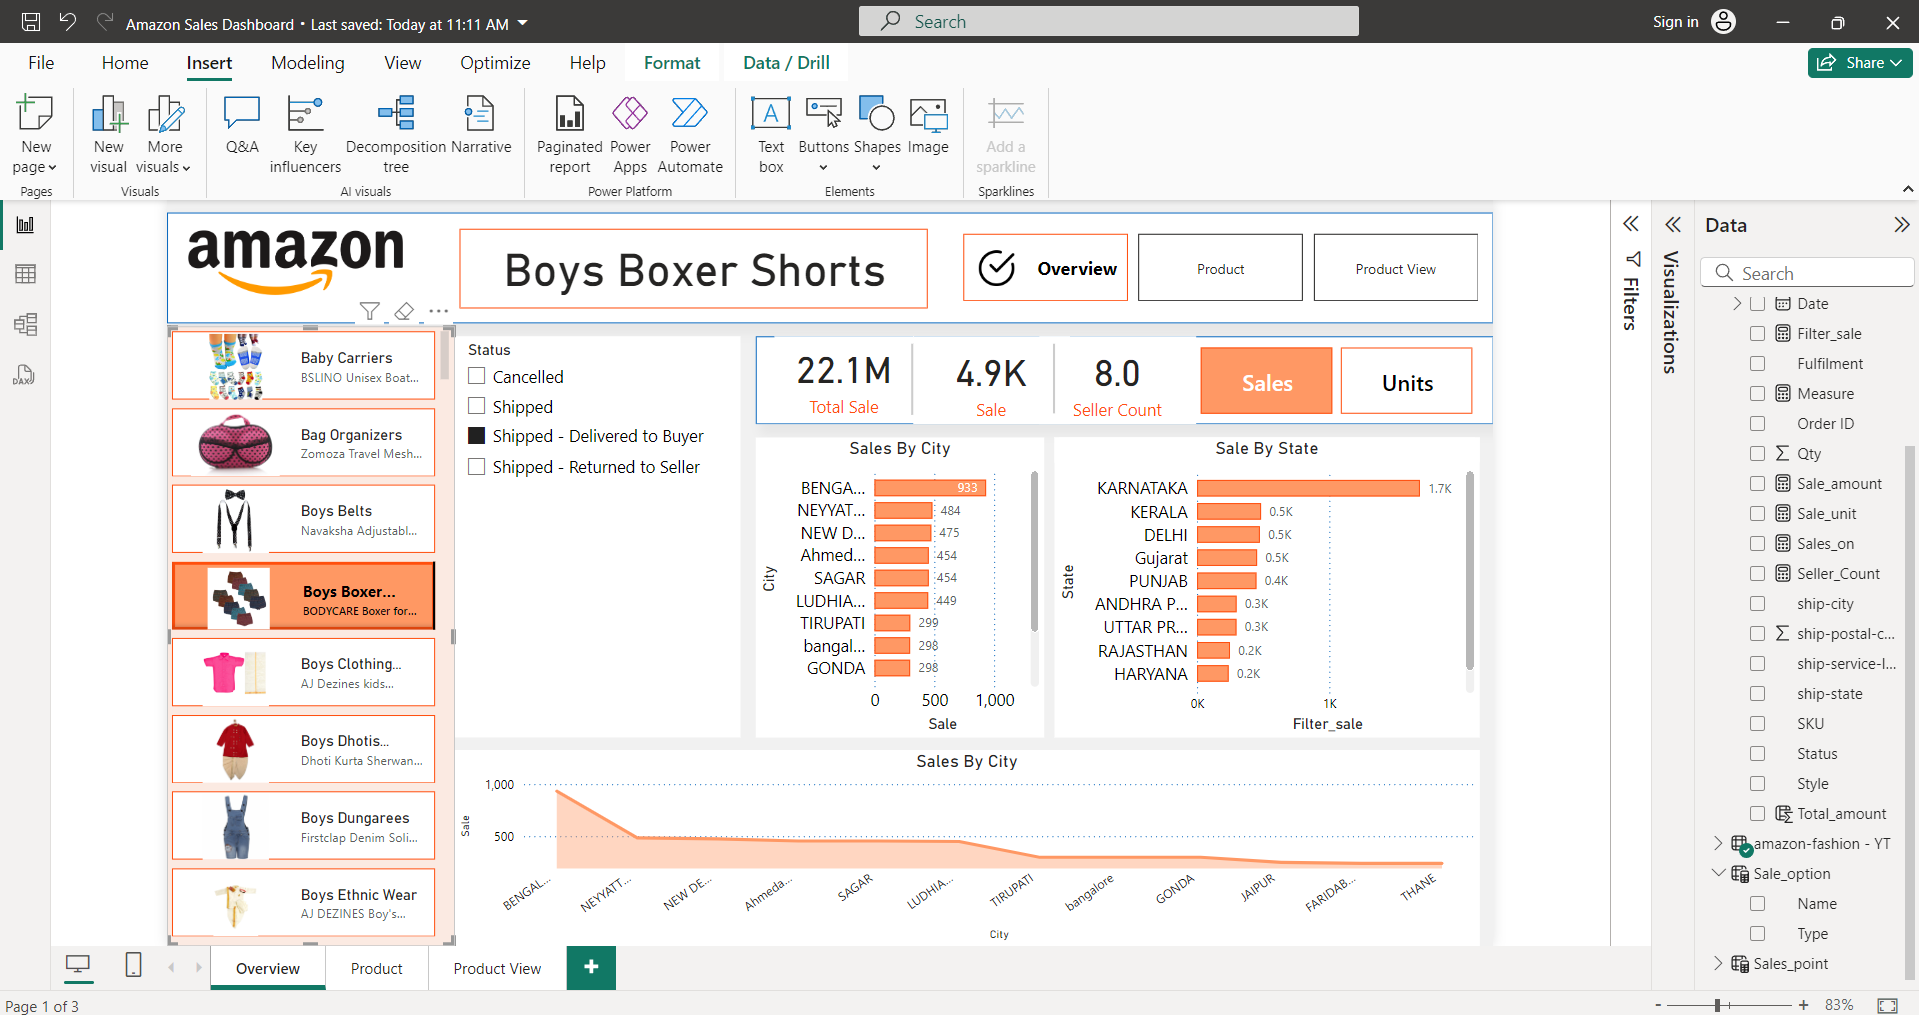 Amazon Sales Dashboard • Last saved: Today at 11:11 AM
Search
Sign in
File
Home
Insert
Modeling
View
Optimize
Help
Format
Data / Drill
Share
New page
New visual
More visuals
Q&A
Key influencers
Decomposition tree
Narrative
Paginated report
Power Apps
Power Automate
Text box
Buttons
Shapes
Image
Add a sparkline
Pages
Visuals
AI visuals
Power Platform
Elements
Sparklines
amazon
Boys Boxer Shorts
Overview
Product
Product View
Baby Carriers
BSLINO Unisex Boat...
Bag Organizers
Zomoza Travel Mesh...
Boys Belts
Navaksha Adjustabl...
Boys Boxer...
BODYCARE Boxer for...
Boys Clothing...
AJ Dezines kids...
Boys Dhotis...
Dhoti Kurta Sherwan...
Boys Dungarees
Firstclap Denim Soli...
Boys Ethnic Wear
AJ DEZINES Boy's...
Status
Cancelled
Shipped
Shipped - Delivered to Buyer
Shipped - Returned to Seller
22.1M
Total Sale
4.9K
Sale
8.0
Seller Count
Sales
Units
Sales By City
City
BENGA... 933
NEYYAT... 484
NEW D... 475
Ahmed... 454
SAGAR 454
LUDHIA... 449
TIRUPATI 299
bangal... 298
GONDA 298
0 500 1,000
Sale
Sale By State
State
KARNATAKA 1.7K
KERALA 0.5K
DELHI 0.5K
Gujarat 0.5K
PUNJAB 0.4K
ANDHRA P... 0.3K
UTTAR PR... 0.3K
RAJASTHAN 0.2K
HARYANA 0.2K
0K 1K
Filter_sale
Sales By City
Sale
1,000
500
BENGAL...
NEYYATT...
NEW DE...
Ahmeda...
SAGAR
LUDHIA...
TIRUPATI
bangalore
GONDA
JAIPUR
FARIDAB...
THANE
City
Filters
Visualizations
Data
Search
Date
Filter_sale
Fulfilment
Measure
Order ID
Qty
Sale_amount
Sale_unit
Sales_on
Seller_Count
ship-city
ship-postal-c...
ship-service-l...
ship-state
SKU
Status
Style
Total_amount
amazon-fashion - YT
Sale_option
Name
Type
Sales_point
DAX
Overview
Product
Product View
+
Page 1 of 3
- + 83%